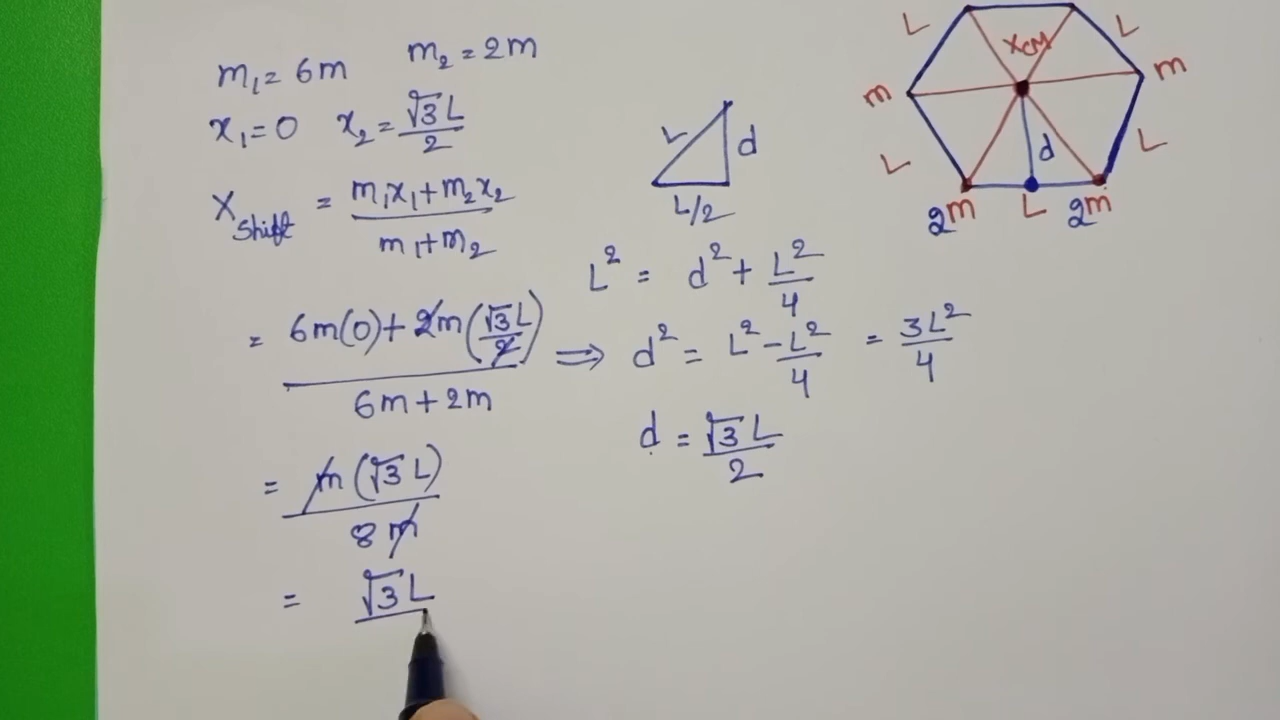 m₁ = 6m m₂ = 2m
x₁ = 0 x₂ = √3 L / 2
X_shift = m₁x₁ + m₂x₂ / m₁ + m₂
= 6m(0) + 2m(√3 L / 2) / 6m + 2m
= m(√3 L) / 8m
= √3 L
L d
L/2
L² = d² + L²/4
⇒ d² = L² − L²/4 = 3L²/4
d = √3 L / 2
L L
X_CM
m m
L d L
2m L 2m